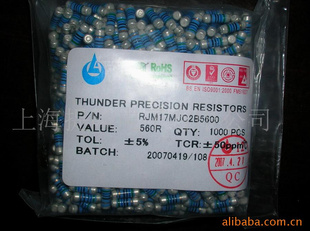 RoHS
THUNDER PRECISION RESISTORS
P/N: RJM17MJC2B5600
VALUE: 560R QTY: 1000 PCS
TOL: ±5% TCR: ±50ppm/°C
BATCH: 20070419/108
QC
上海
alibaba.com.cn